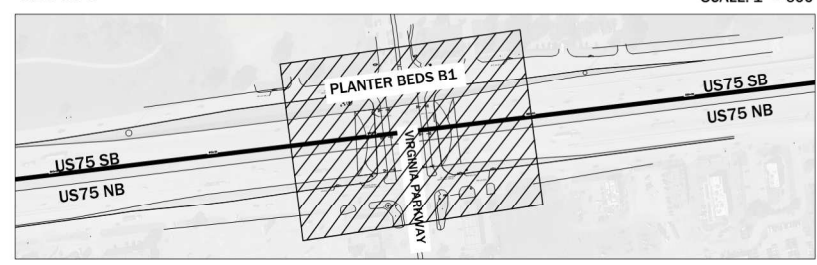 PLANTER BEDS B1
US75 SB
US75 NB
US75 SB
US75 NB
VIRGINIA PARKWAY